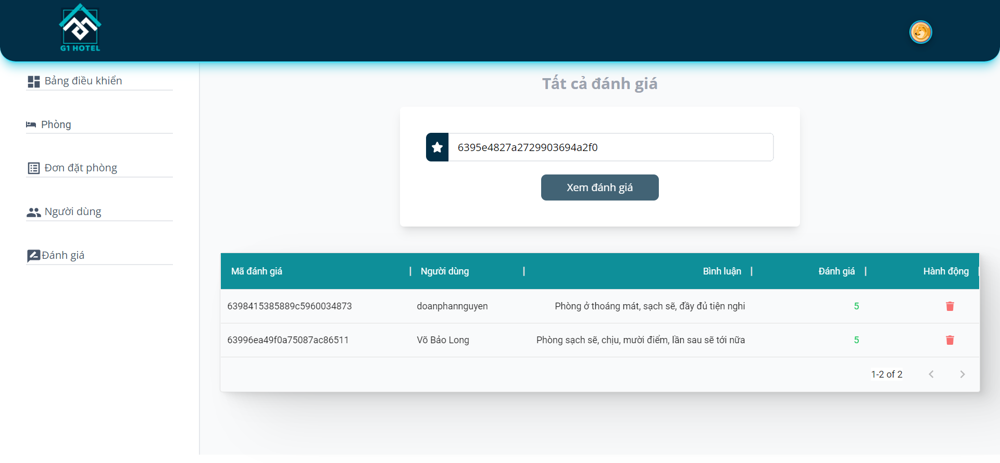 G1 HOTEL
Bảng điều khiển
Phòng
Đơn đặt phòng
Người dùng
Đánh giá
Tất cả đánh giá
6395e4827a2729903694a2f0
Xem đánh giá
Mã đánh giá | Người dùng | Bình luận | Đánh giá | Hành động
6398415385889c5960034873 doanphannguyen Phòng ở thoáng mát, sạch sẽ, đầy đủ tiện nghi 5
63996ea49f0a75087ac86511 Võ Bảo Long Phòng sạch sẽ, chịu, mười điểm, lần sau sẽ tới nữa 5
1-2 of 2